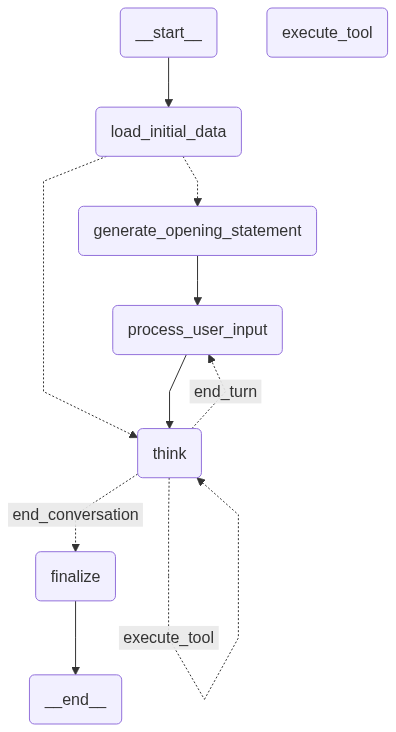 __start__
execute_tool
load_initial_data
generate_opening_statement
process_user_input
end_turn
think
end_conversation
finalize
execute_tool
__end__